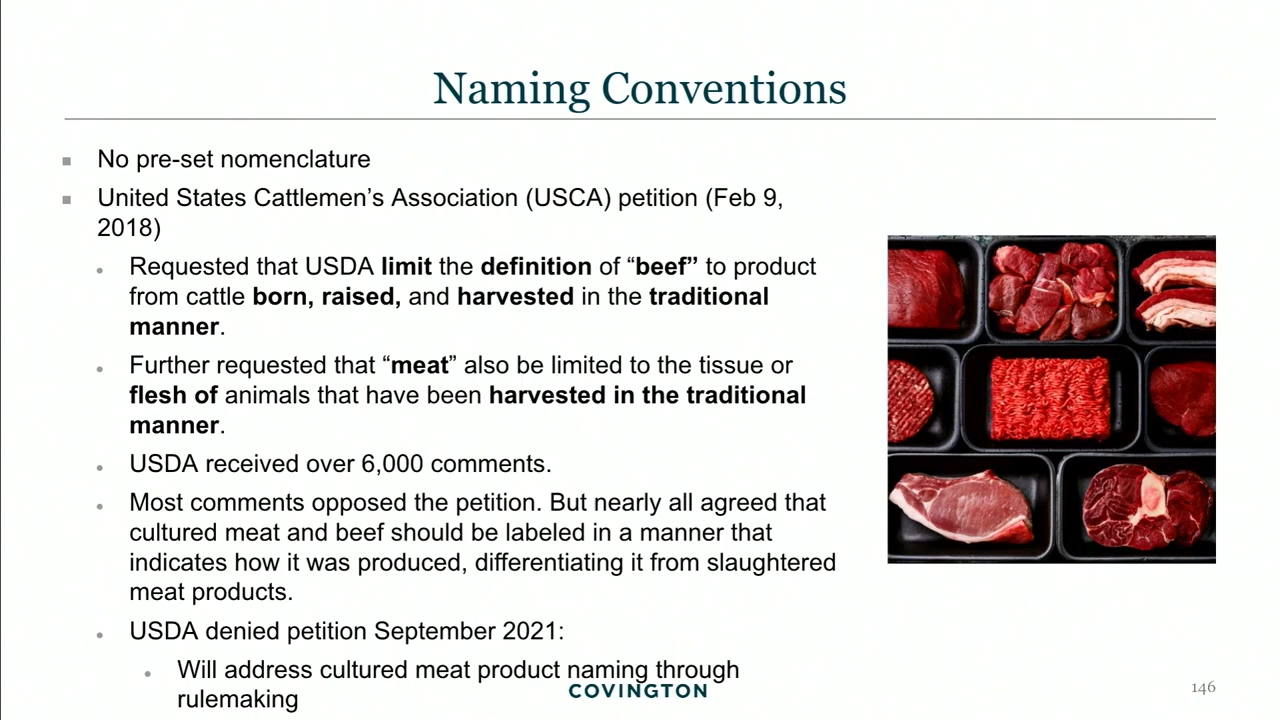 Naming Conventions
No pre-set nomenclature
United States Cattlemen’s Association (USCA) petition (Feb 9,
2018)
Requested that USDA limit the definition of “beef” to product
from cattle born, raised, and harvested in the traditional
manner.
Further requested that “meat” also be limited to the tissue or
flesh of animals that have been harvested in the traditional
manner.
USDA received over 6,000 comments.
Most comments opposed the petition. But nearly all agreed that
cultured meat and beef should be labeled in a manner that
indicates how it was produced, differentiating it from slaughtered
meat products.
USDA denied petition September 2021:
Will address cultured meat product naming through
rulemaking
COVINGTON
146